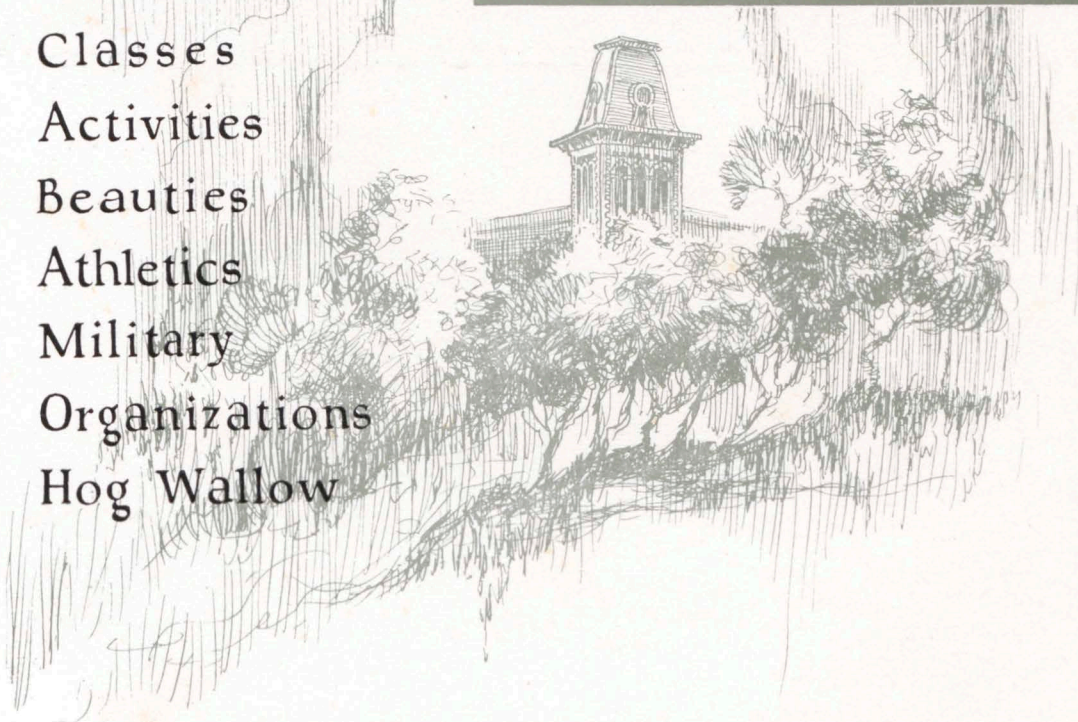 Classes
Activities
Beauties
Athletics
Military
Organizations
Hog Wallow